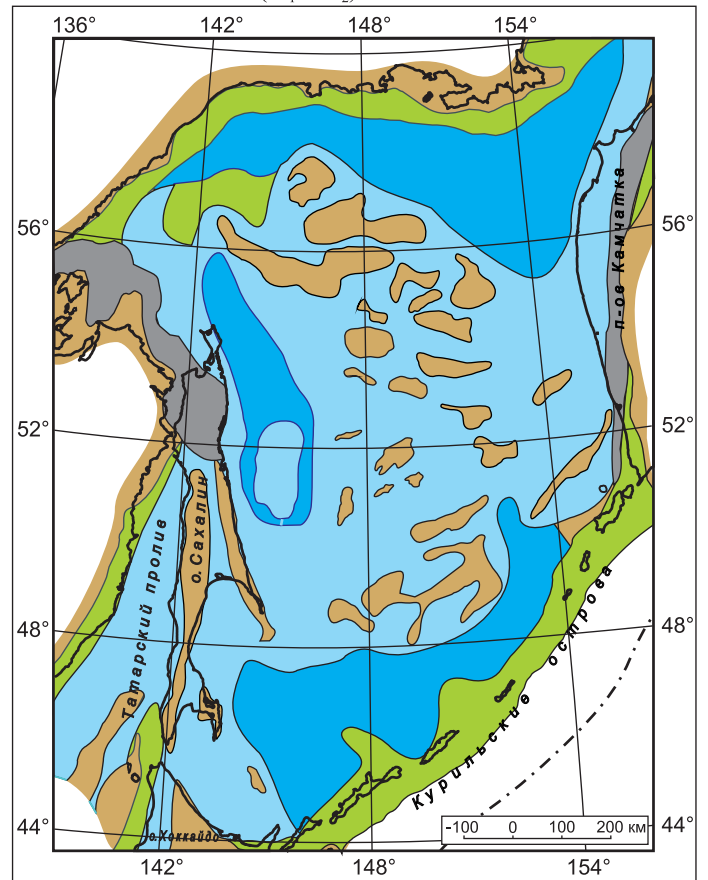 136° 142° 148° 154°
56° 56°
п-ов Камчатка
52° 52°
о.Сахалин
Татарский пролив
48° 48°
Курильские острова
о.Хоккайдо
-100 0 100 200 км
44° 44°
142° 148° 154°